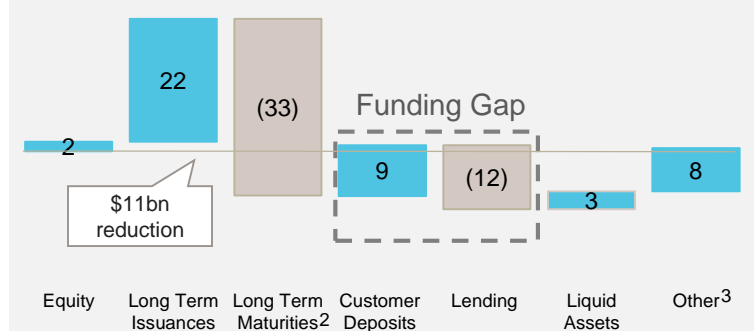 22
(33)
Funding Gap
2
9
(12)
3
8
$11bn
reduction
Equity
Long Term
Issuances
Long Term
Maturities2
Customer
Deposits
Lending
Liquid
Assets
Other3